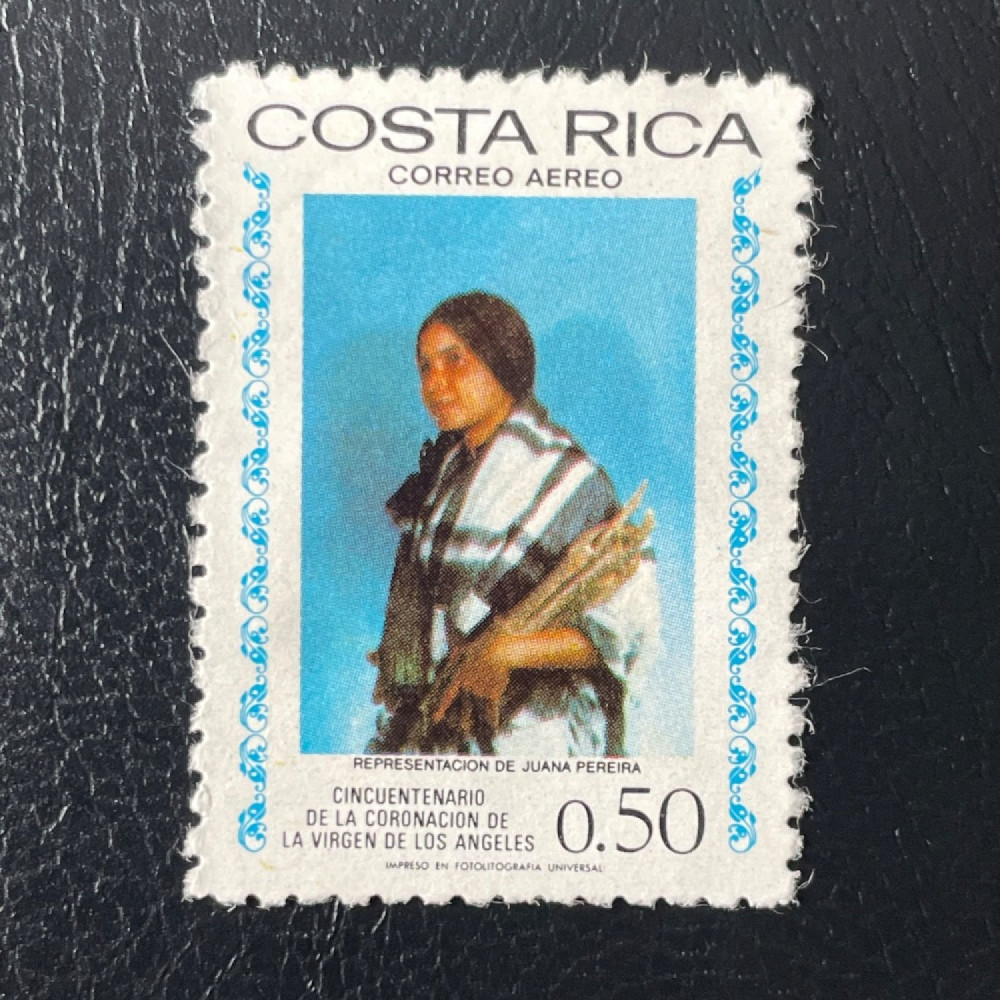 COSTA RICA
CORREO AEREO
REPRESENTACION DE JUANA PEREIRA
CINCUENTENARIO
DE LA CORONACION DE
LA VIRGEN DE LOS ANGELES
0.50
IMPRESO EN FOTOLITOGRAFIA UNIVERSAL